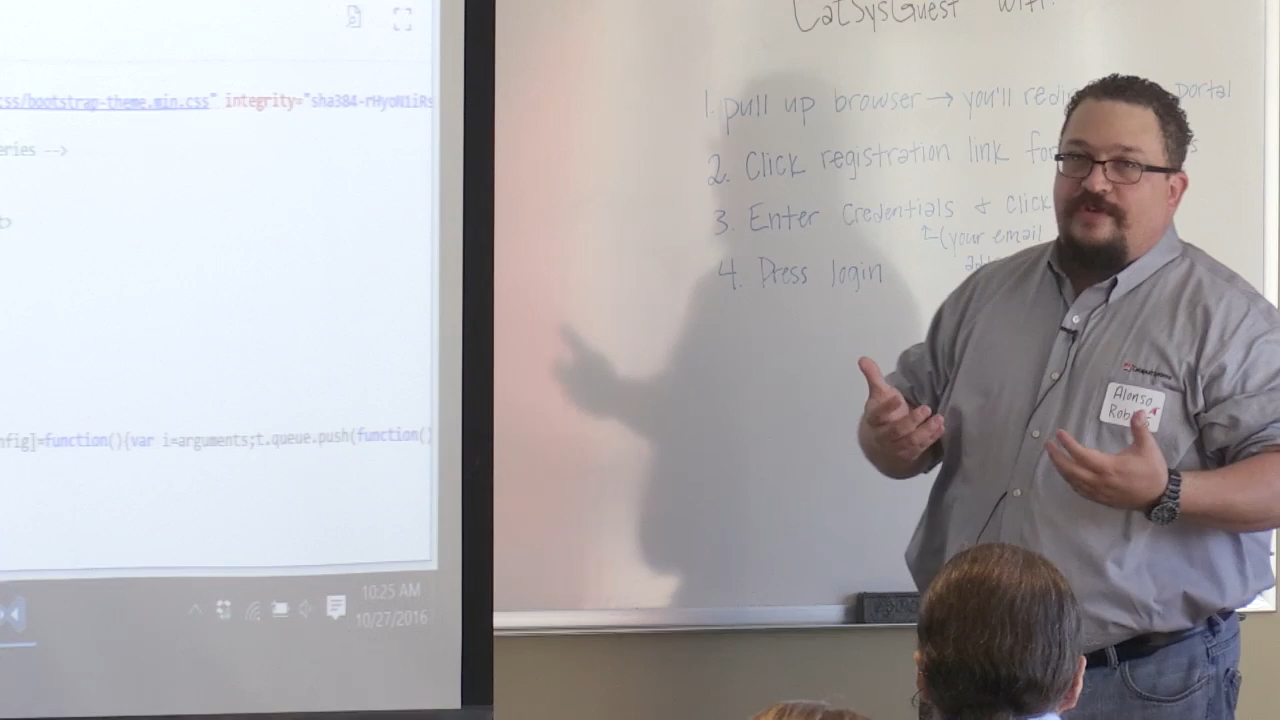 css/bootstrap-theme.min.css" integrity="sha384-rHyoN1iRs
eries -->
nfig]=function(){var i=arguments;t.queue.push(function()
10:25 AM
10/27/2016
CatSysGuest wifi:
1. pull up browser → you'll portal
2. Click registration link for
3. Enter Credentials + click
↑(your email
4. Press login
Alonso